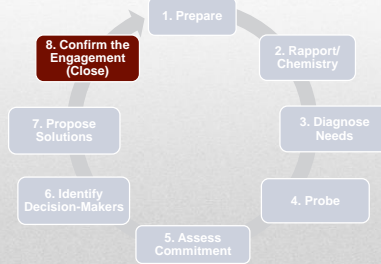 1. Prepare
2. Rapport/
Chemistry
3. Diagnose
Needs
4. Probe
5. Assess
Commitment
6. Identify
Decision-Makers
7. Propose
Solutions
8. Confirm the
Engagement
(Close)